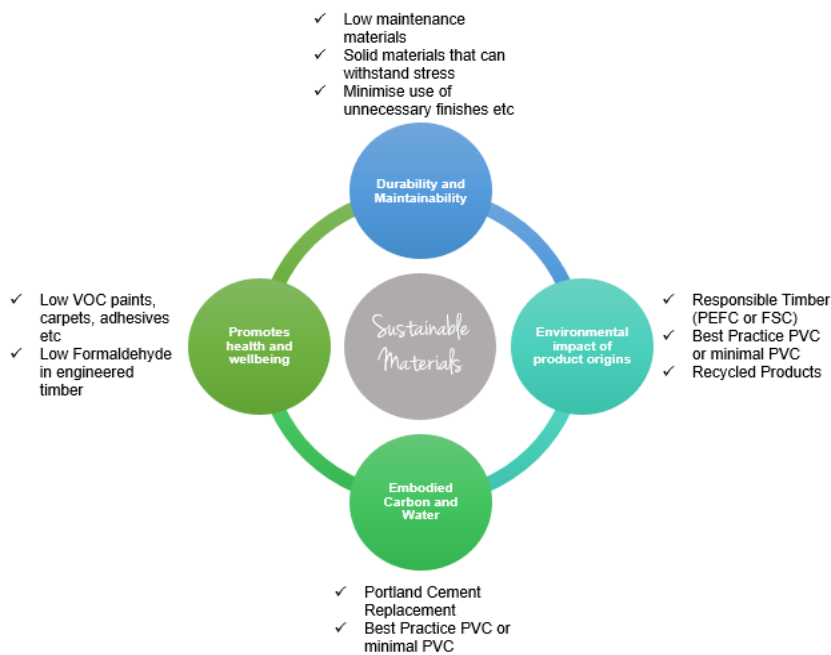 ✓ Low maintenance
materials
✓ Solid materials that can
withstand stress
✓ Minimise use of
unnecessary finishes etc
Durability and
Maintainability
✓ Low VOC paints,
carpets, adhesives
etc
✓ Low Formaldehyde
in engineered
timber
Promotes
health and
wellbeing
Sustainable
Materials
Environmental
impact of
product origins
✓ Responsible Timber
(PEFC or FSC)
✓ Best Practice PVC
or minimal PVC
✓ Recycled Products
Embodied
Carbon and
Water
✓ Portland Cement
Replacement
✓ Best Practice PVC or
minimal PVC